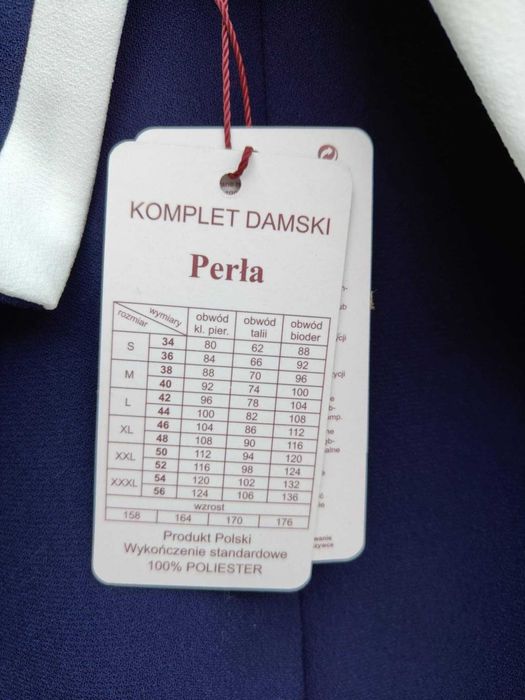 KOMPLET DAMSKI
Perła
rozmiar wymiary obwód kl. pier. obwód talii obwód bioder
S 34 80 62 88
36 84 66 92
M 38 88 70 96
40 92 74 100
L 42 96 78 104
44 100 82 108
XL 46 104 86 112
48 108 90 116
XXL 50 112 94 120
52 116 98 124
XXXL 54 120 102 132
56 124 106 136
wzrost
158 164 170 176
Produkt Polski
Wykończenie standardowe
100% POLIESTER